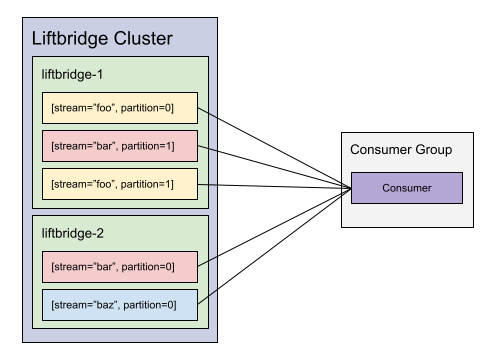 Liftbridge Cluster
liftbridge-1
[stream="foo", partition=0]
[stream="bar", partition=1]
[stream="foo", partition=1]
liftbridge-2
[stream="bar", partition=0]
[stream="baz", partition=0]
Consumer Group
Consumer